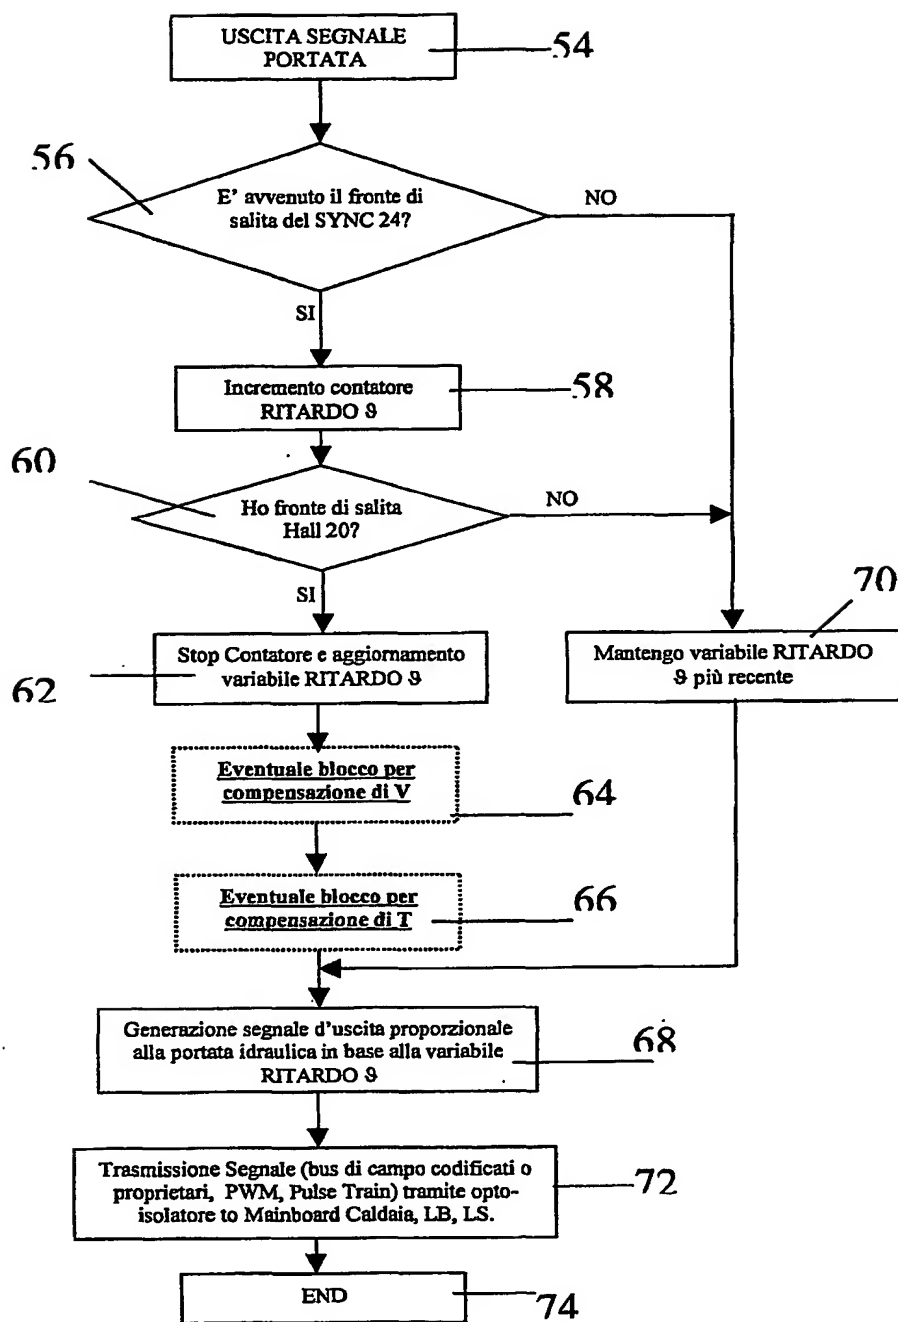 USCITA SEGNALE
PORTATA
54
56
E' avvenuto il fronte di
salita del SYNC 24?
NO
SI
Incremento contatore
RITARDO ϑ
58
60
Ho fronte di salita
Hall 20?
NO
SI
70
Stop Contatore e aggiornamento
variabile RITARDO ϑ
62
Mantengo variabile RITARDO
ϑ più recente
Eventuale blocco per
compensazione di V
64
Eventuale blocco per
compensazione di T
66
Generazione segnale d'uscita proporzionale
alla portata idraulica in base alla variabile
RITARDO ϑ
68
Trasmissione Segnale (bus di campo codificati o
proprietari, PWM, Pulse Train) tramite opto-
isolatore to Mainboard Caldaia, LB, LS.
72
END
74